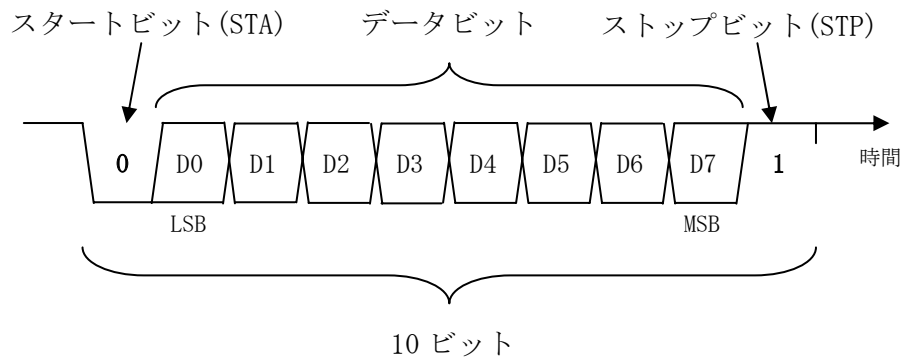 スタートビット(STA) データビット ストップビット(STP)
0 D0 D1 D2 D3 D4 D5 D6 D7 1 時間
LSB MSB
10 ビット